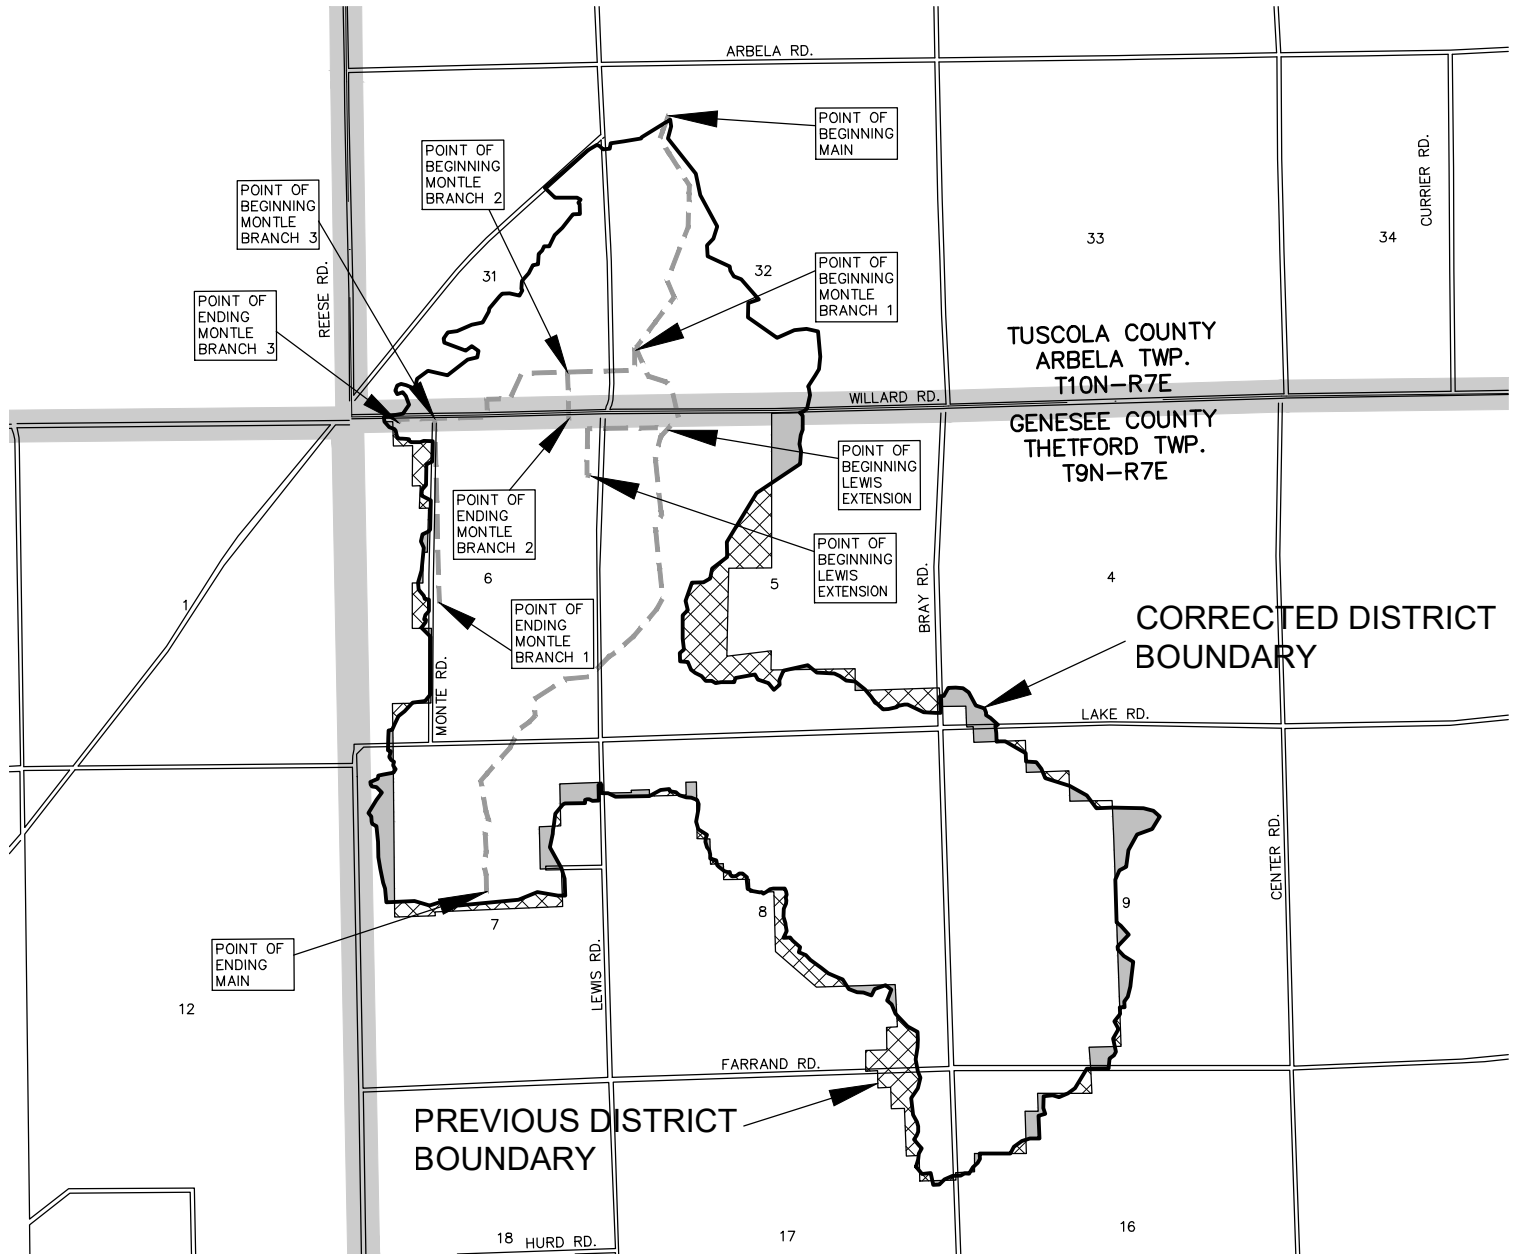 ARBELA RD.
POINT OF
BEGINNING
MAIN
POINT OF
BEGINNING
MONTLE
BRANCH 2
CURRIER RD.
POINT OF
BEGINNING
MONTLE
BRANCH 3
33
34
31
32
POINT OF
BEGINNING
MONTLE
BRANCH 1
REESE RD.
POINT OF
ENDING
MONTLE
BRANCH 3
TUSCOLA COUNTY
ARBELA TWP.
T10N-R7E
WILLARD RD.
GENESEE COUNTY
THETFORD TWP.
T9N-R7E
POINT OF
BEGINNING
LEWIS
EXTENSION
POINT OF
ENDING
MONTLE
BRANCH 2
POINT OF
BEGINNING
LEWIS
EXTENSION
6
5
4
1
BRAY RD.
POINT OF
ENDING
MONTLE
BRANCH 1
CORRECTED DISTRICT
BOUNDARY
MONTE RD.
LAKE RD.
CENTER RD.
7
8
9
POINT OF
ENDING
MAIN
LEWIS RD.
12
FARRAND RD.
PREVIOUS DISTRICT
BOUNDARY
18
HURD RD.
17
16